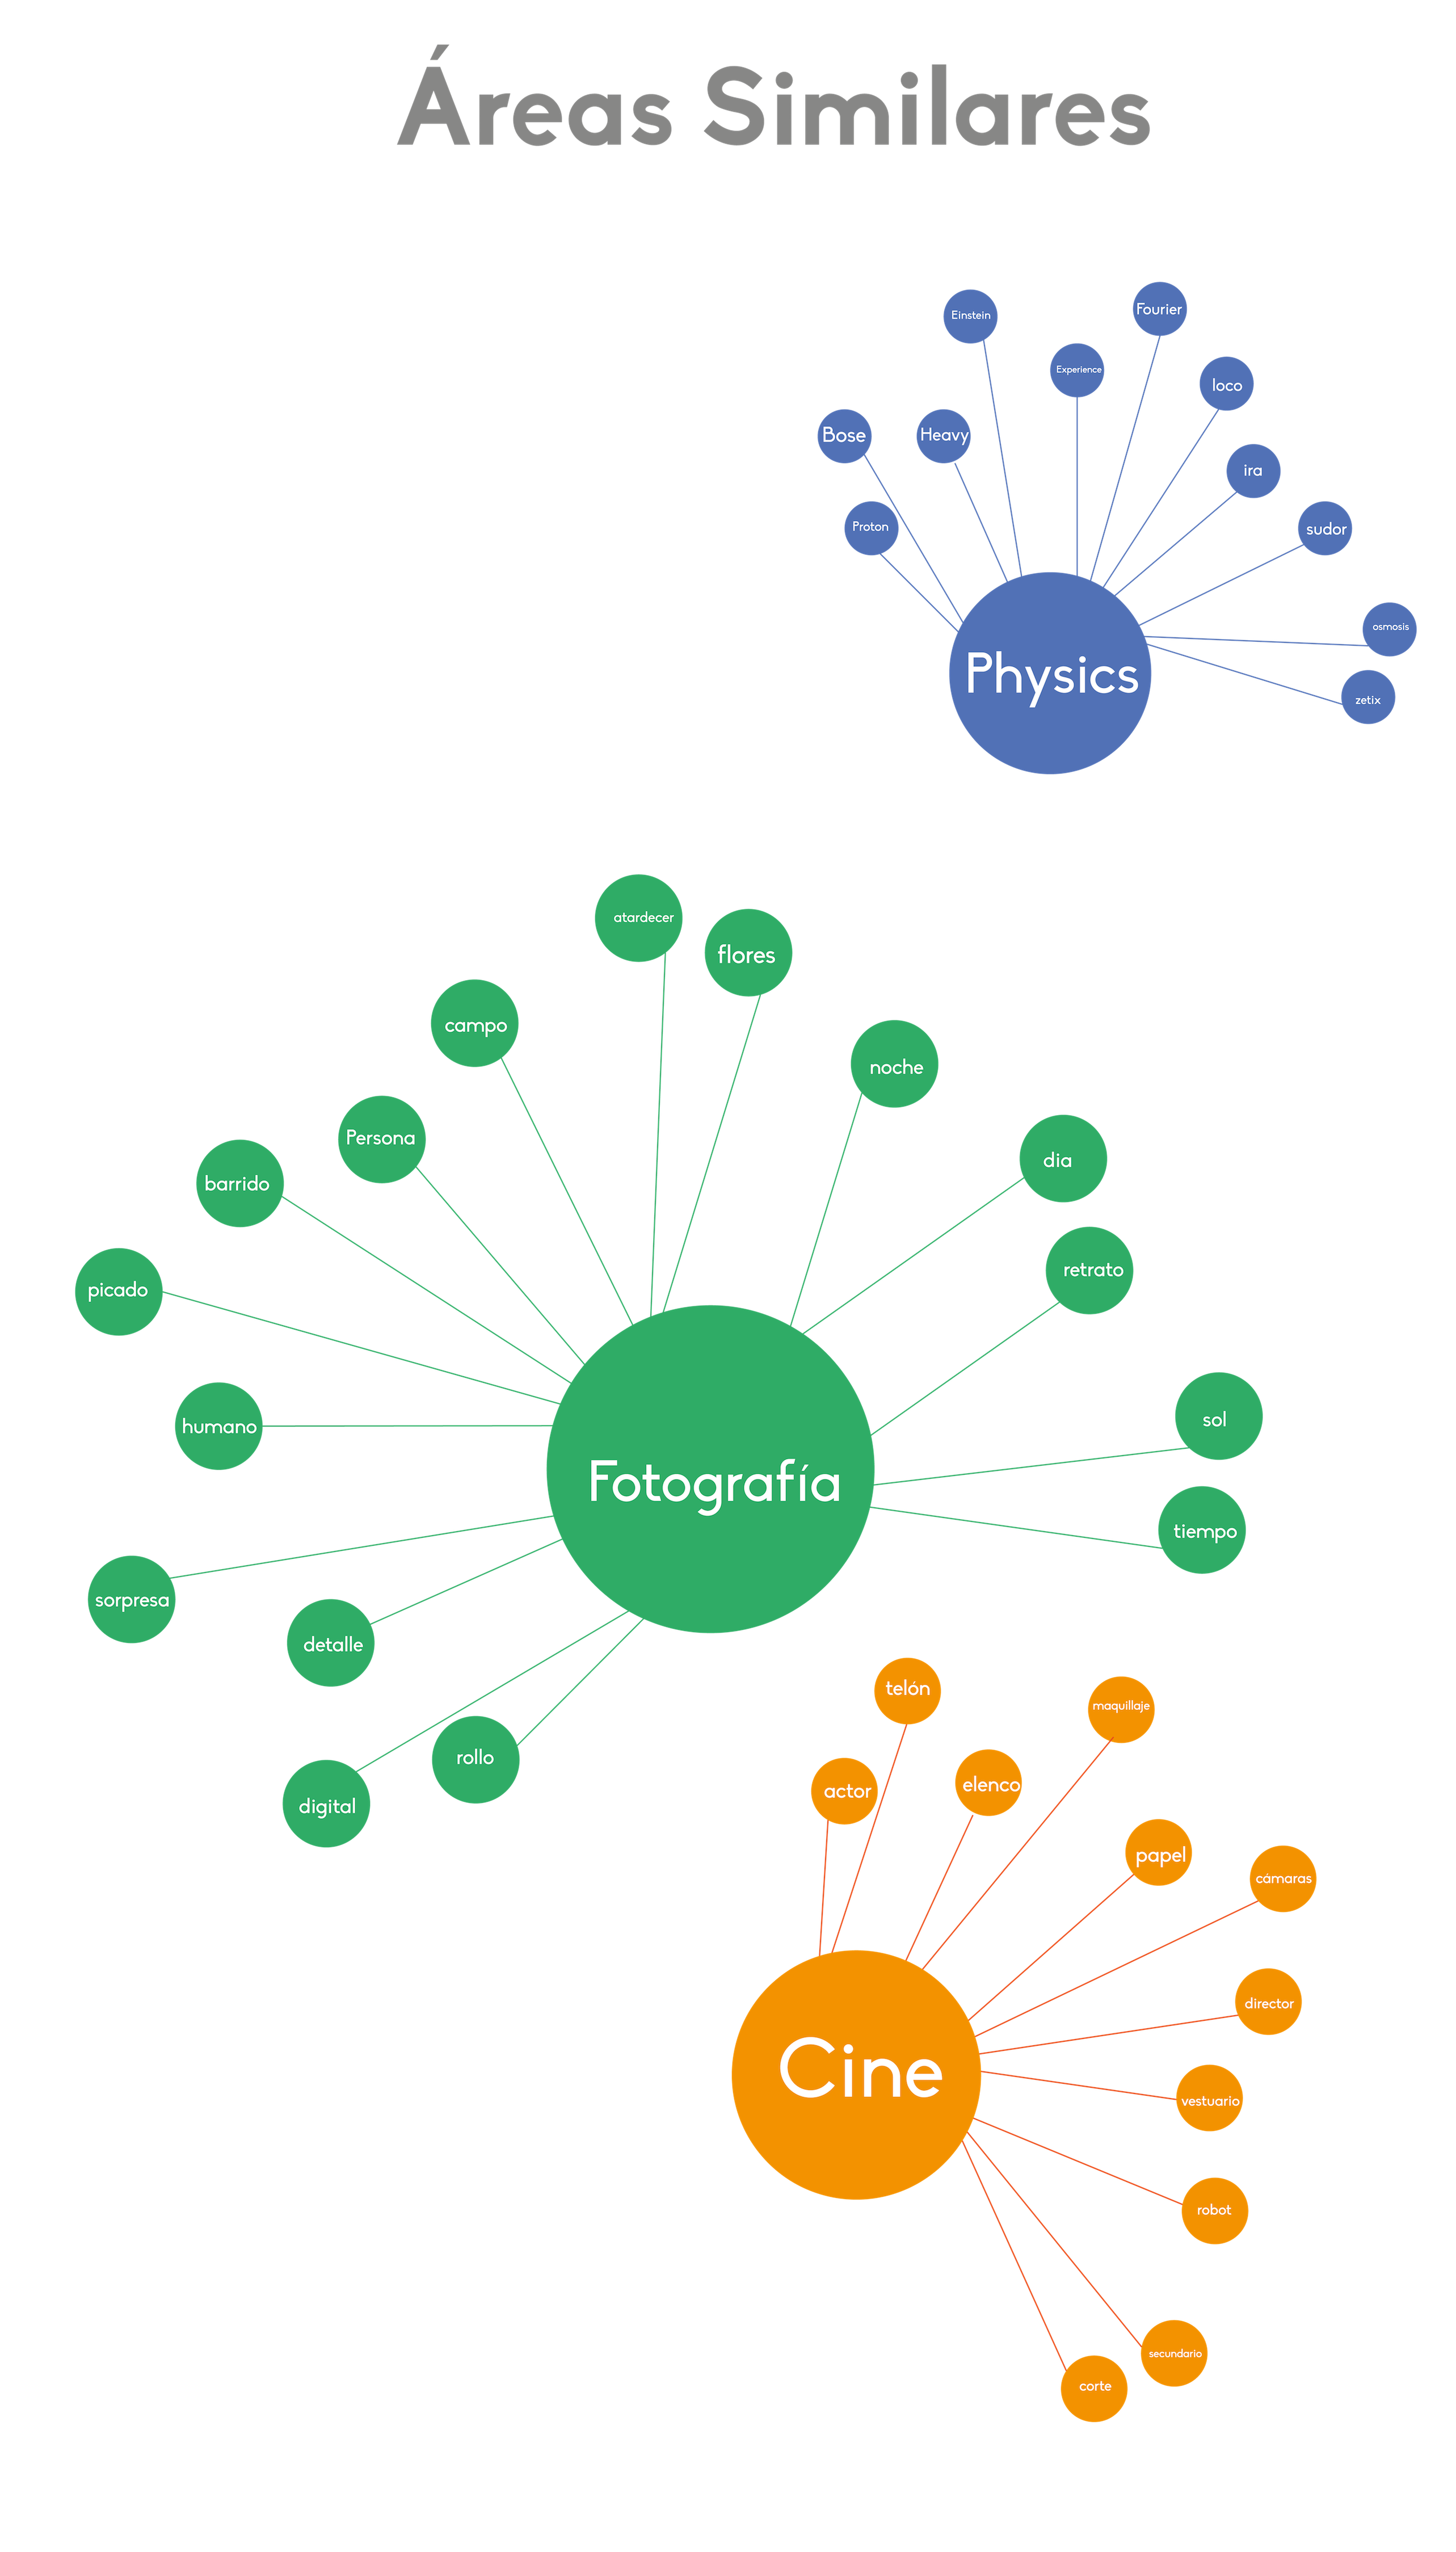 Áreas Similares
Fourier
Einstein
Experience
loco
Bose
Heavy
ira
Proton
sudor
osmosis
Physics
zetix
atardecer
flores
campo
noche
Persona
dia
barrido
retrato
picado
humano
sol
Fotografía
tiempo
sorpresa
detalle
rollo
digital
telón
maquillaje
actor
elenco
papel
cámaras
director
Cine
vestuario
robot
secundario
corte